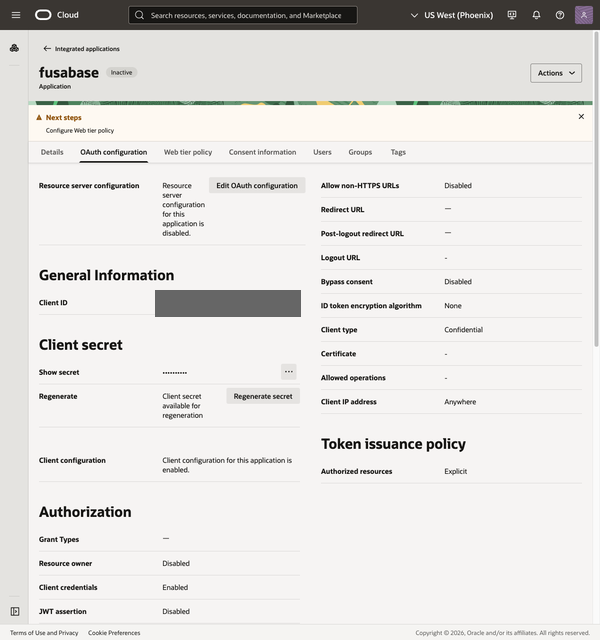 Cloud
Search resources, services, documentation, and Marketplace
US West (Phoenix)
Integrated applications
fusabase
Inactive
Application
Actions
Next steps
Configure Web tier policy
Details
OAuth configuration
Web tier policy
Consent information
Users
Groups
Tags
Resource server configuration
Resource
server
configuration
for this
application is
disabled.
Edit OAuth configuration
General Information
Client ID
Client secret
Show secret
••••••••••
Regenerate
Client secret
available for
regeneration
Regenerate secret
Client configuration
Client configuration for this application is
enabled.
Authorization
Grant Types
—
Resource owner
Disabled
Client credentials
Enabled
JWT assertion
Disabled
Allow non-HTTPS URLs
Disabled
Redirect URL
—
Post-logout redirect URL
—
Logout URL
-
Bypass consent
Disabled
ID token encryption algorithm
None
Client type
Confidential
Certificate
-
Allowed operations
-
Client IP address
Anywhere
Token issuance policy
Authorized resources
Explicit
Terms of Use and Privacy
Cookie Preferences
Copyright © 2026, Oracle and/or its affiliates. All rights reserved.